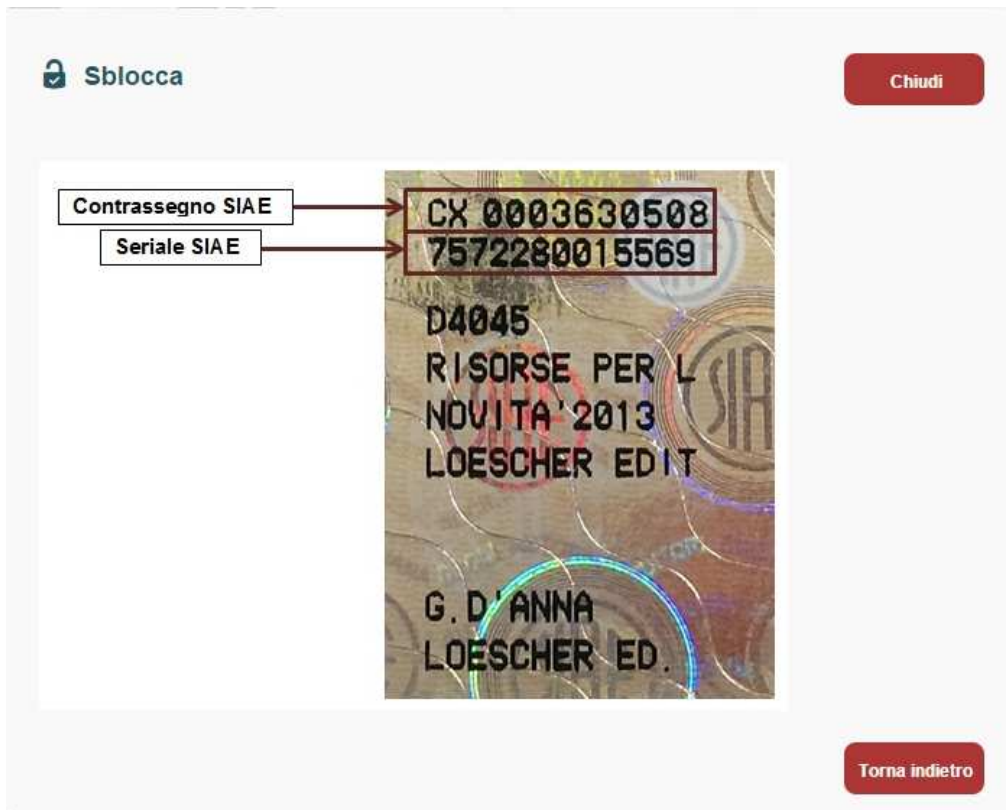 Sblocca
Chiudi
Contrassegno SIAE
CX 0003630508
Seriale SIAE
7572280015569
D4045
RISORSE PER L
NOVITA'2013
LOESCHER EDIT
SIAE
G.D'ANNA
LOESCHER ED.
Torna indietro